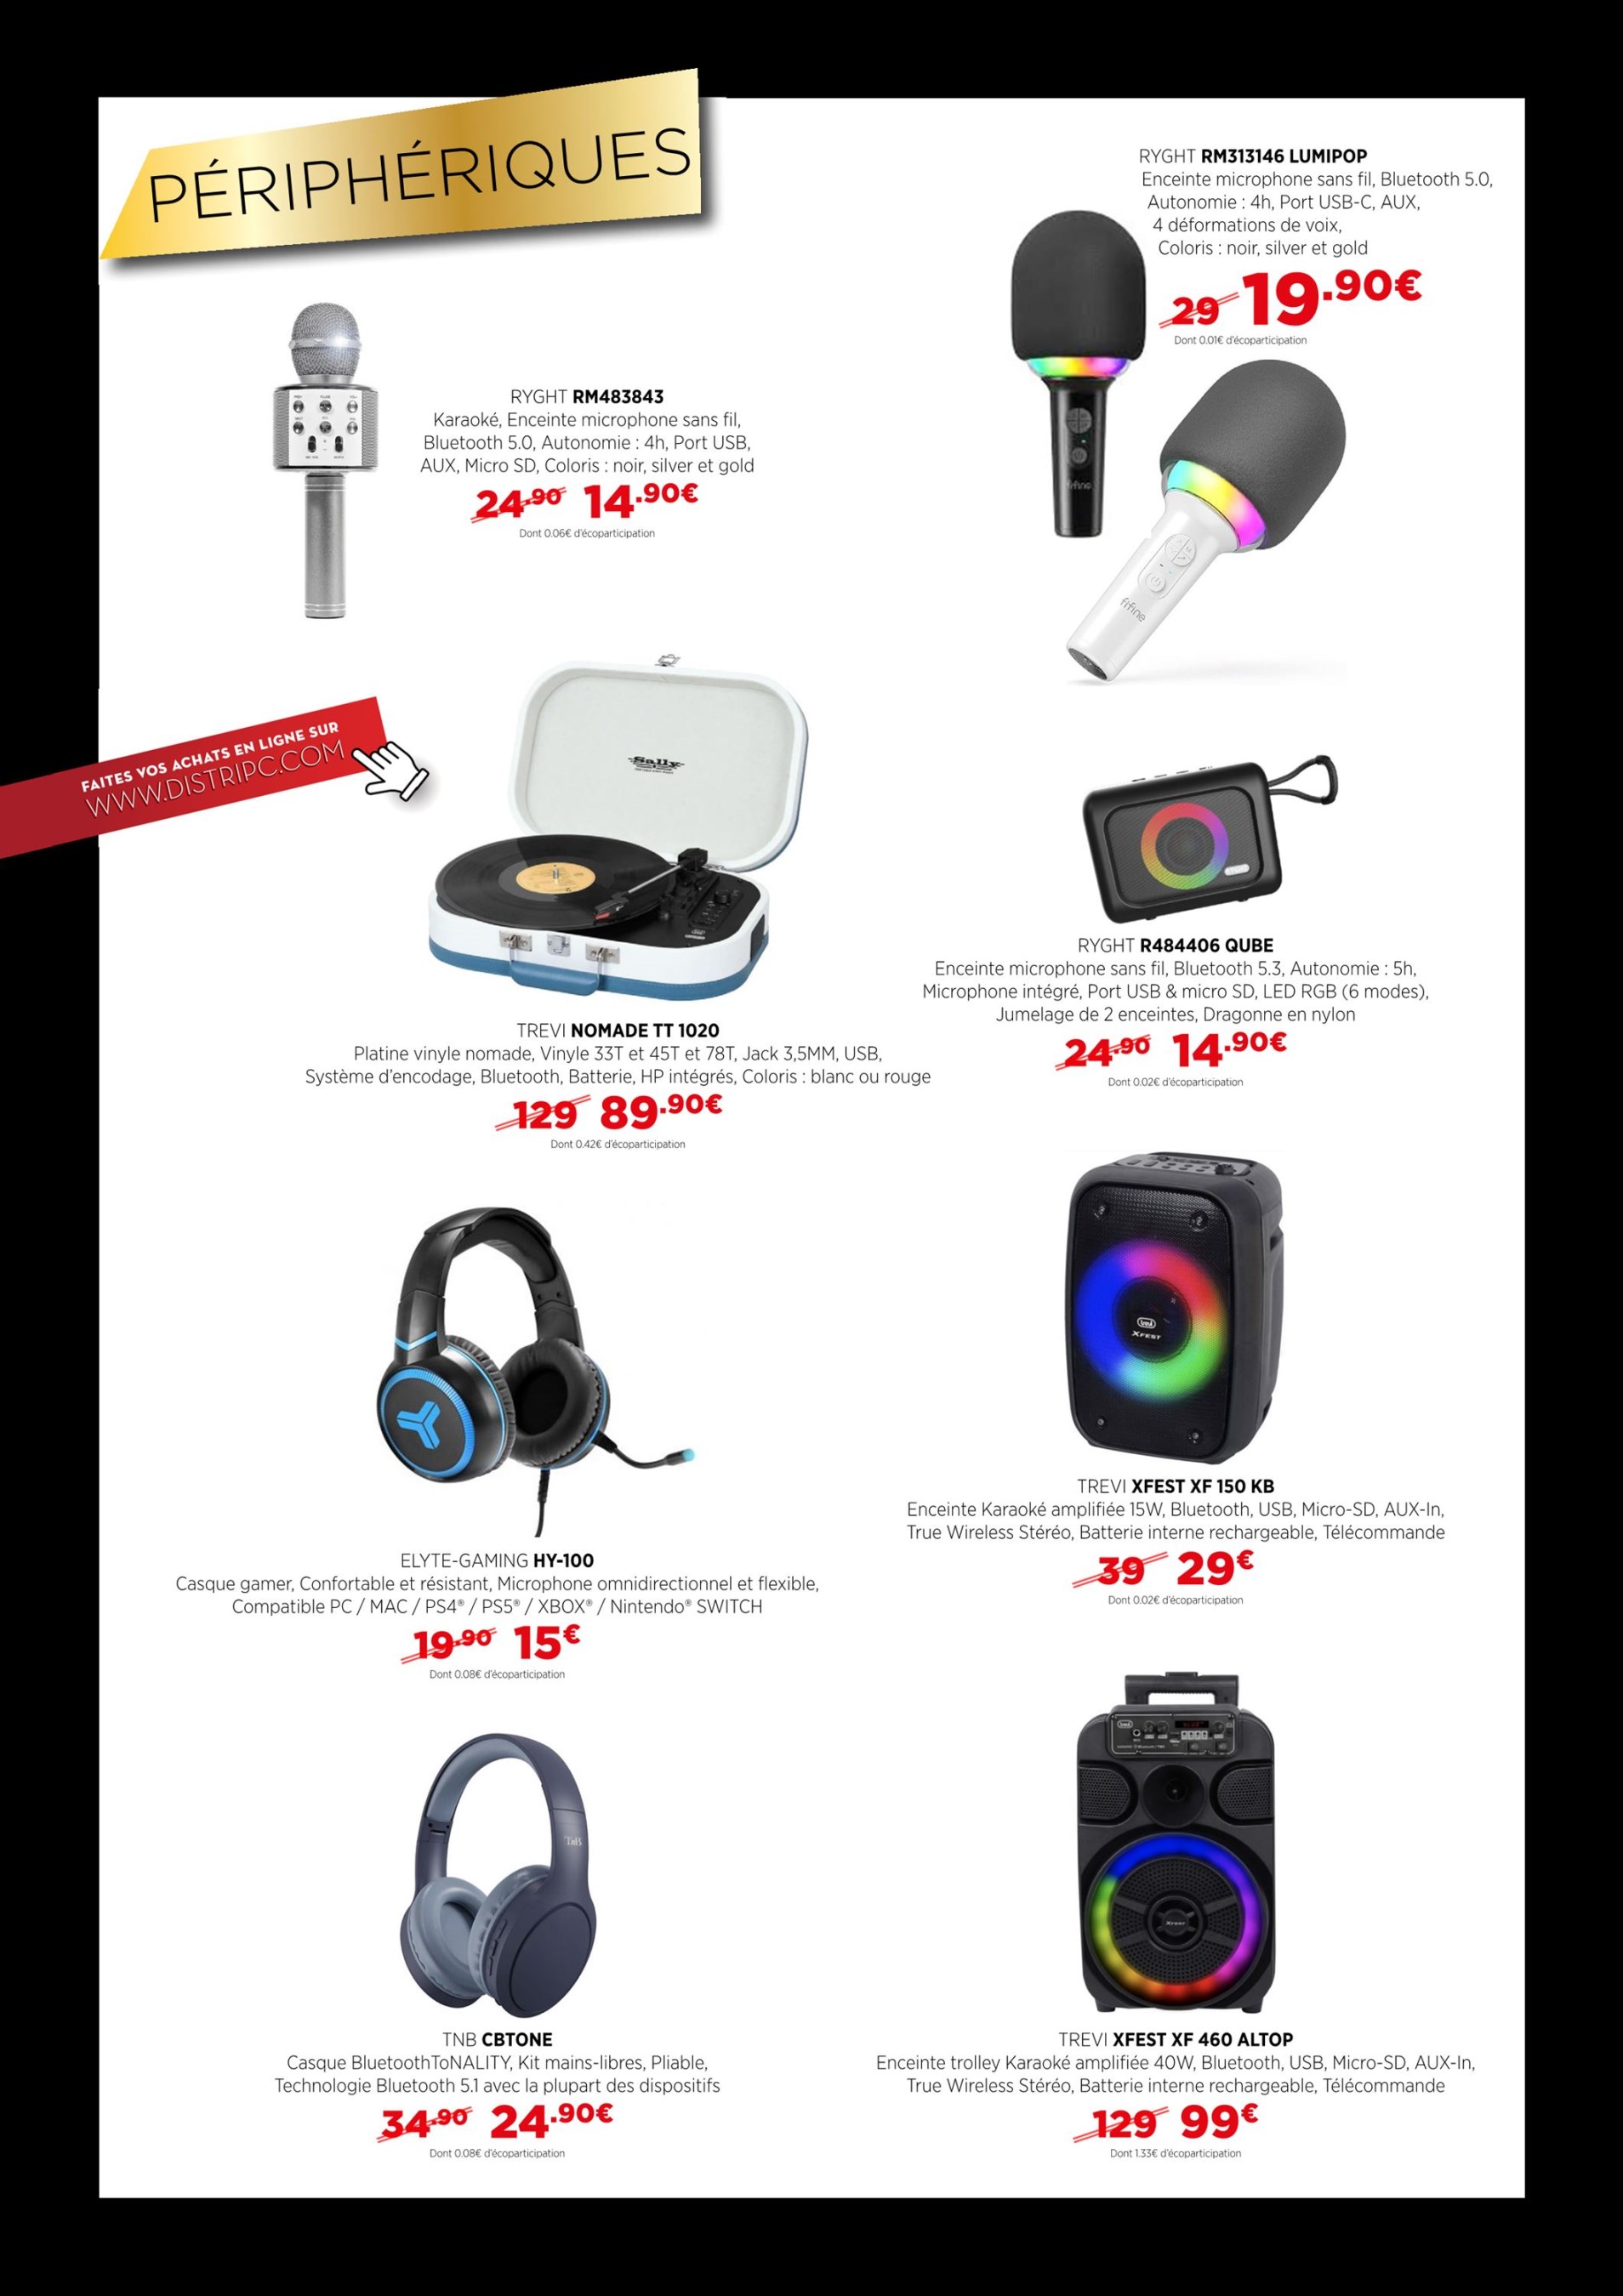 PÉRIPHÉRIQUES
RYGHT RM313146 LUMIPOP
Enceinte microphone sans fil, Bluetooth 5.0,
Autonomie : 4h, Port USB-C, AUX,
4 déformations de voix,
Coloris : noir, silver et gold
29 19.90€
Dont 0.01€ d'écoparticipation
fifine
fifine
RYGHT RM483843
Karaoké, Enceinte microphone sans fil,
Bluetooth 5.0, Autonomie : 4h, Port USB,
AUX, Micro SD, Coloris : noir, silver et gold
24.90 14.90€
Dont 0.06€ d'écoparticipation
FAITES VOS ACHATS EN LIGNE SUR
WWW.DISTRIPC.COM
Sally
TREVI NOMADE TT 1020
Platine vinyle nomade, Vinyle 33T et 45T et 78T, Jack 3,5MM, USB,
Système d'encodage, Bluetooth, Batterie, HP intégrés, Coloris : blanc ou rouge
129 89.90€
Dont 0.42€ d'écoparticipation
RYGHT R484406 QUBE
Enceinte microphone sans fil, Bluetooth 5.3, Autonomie : 5h,
Microphone intégré, Port USB & micro SD, LED RGB (6 modes),
Jumelage de 2 enceintes, Dragonne en nylon
24.90 14.90€
Dont 0.02€ d'écoparticipation
ELYTE-GAMING HY-100
Casque gamer, Confortable et résistant, Microphone omnidirectionnel et flexible,
Compatible PC / MAC / PS4® / PS5® / XBOX® / Nintendo® SWITCH
19.90 15€
Dont 0.08€ d'écoparticipation
trevi
XFEST
TREVI XFEST XF 150 KB
Enceinte Karaoké amplifiée 15W, Bluetooth, USB, Micro-SD, AUX-In,
True Wireless Stéréo, Batterie interne rechargeable, Télécommande
39 29€
Dont 0.02€ d'écoparticipation
T'nB
TNB CBTONE
Casque BluetoothToNALITY, Kit mains-libres, Pliable,
Technologie Bluetooth 5.1 avec la plupart des dispositifs
34.90 24.90€
Dont 0.08€ d'écoparticipation
trevi
XFEST
TREVI XFEST XF 460 ALTOP
Enceinte trolley Karaoké amplifiée 40W, Bluetooth, USB, Micro-SD, AUX-In,
True Wireless Stéréo, Batterie interne rechargeable, Télécommande
129 99€
Dont 1.33€ d'écoparticipation